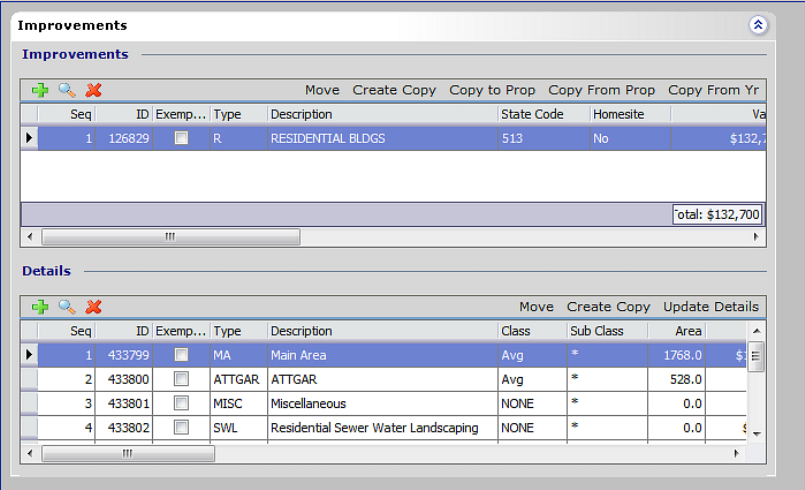 Improvements
Improvements
Move Create Copy Copy to Prop Copy From Prop Copy From Yr
Seq ID Exemp... Type Description State Code Homesite Va
1 126829 R RESIDENTIAL BLDGS 513 No $132,7
Total: $132,700
Details
Move Create Copy Update Details
Seq ID Exemp... Type Description Class Sub Class Area
1 433799 MA Main Area Avg * 1768.0 $1
2 433800 ATTGAR ATTGAR Avg * 528.0
3 433801 MISC Miscellaneous NONE * 0.0
4 433802 SWL Residential Sewer Water Landscaping NONE * 0.0 $